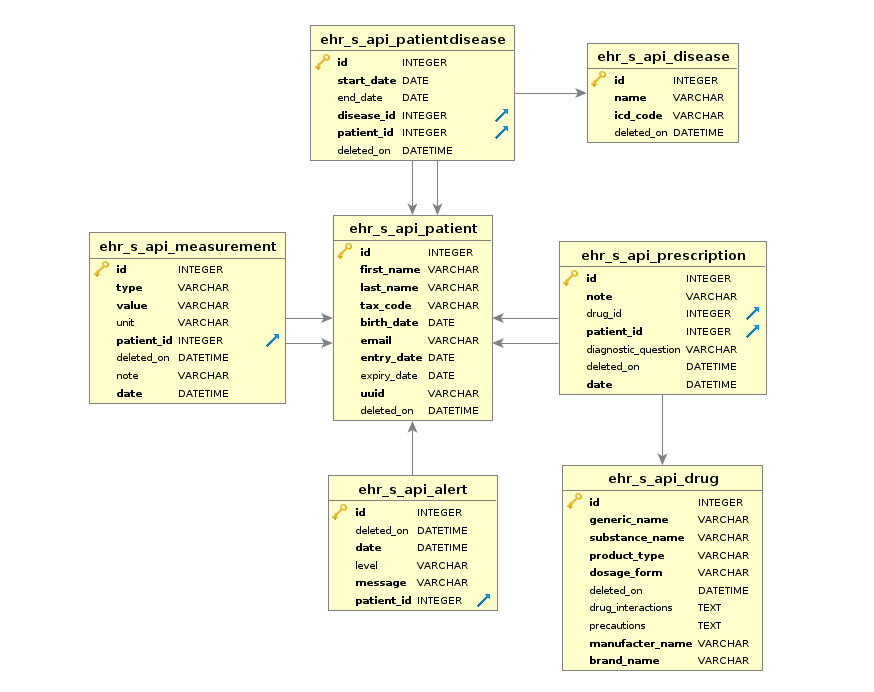 ehr_s_api_patientdisease
id INTEGER
start_date DATE
end_date DATE
disease_id INTEGER
patient_id INTEGER
deleted_on DATETIME
ehr_s_api_disease
id INTEGER
name VARCHAR
icd_code VARCHAR
deleted_on DATETIME
ehr_s_api_measurement
id INTEGER
type VARCHAR
value VARCHAR
unit VARCHAR
patient_id INTEGER
deleted_on DATETIME
note VARCHAR
date DATETIME
ehr_s_api_patient
id INTEGER
first_name VARCHAR
last_name VARCHAR
tax_code VARCHAR
birth_date DATE
email VARCHAR
entry_date DATE
expiry_date DATE
uuid VARCHAR
deleted_on DATETIME
ehr_s_api_prescription
id INTEGER
note VARCHAR
drug_id INTEGER
patient_id INTEGER
diagnostic_question VARCHAR
deleted_on DATETIME
date DATETIME
ehr_s_api_alert
id INTEGER
deleted_on DATETIME
date DATETIME
level VARCHAR
message VARCHAR
patient_id INTEGER
ehr_s_api_drug
id INTEGER
generic_name VARCHAR
substance_name VARCHAR
product_type VARCHAR
dosage_form VARCHAR
deleted_on DATETIME
drug_interactions TEXT
precautions TEXT
manufacter_name VARCHAR
brand_name VARCHAR